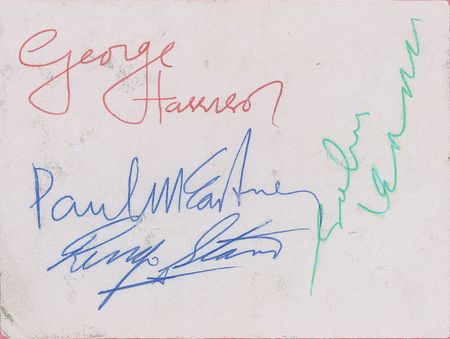 George
Harrison
Paul McCartney
Ringo Starr
John
Lennon